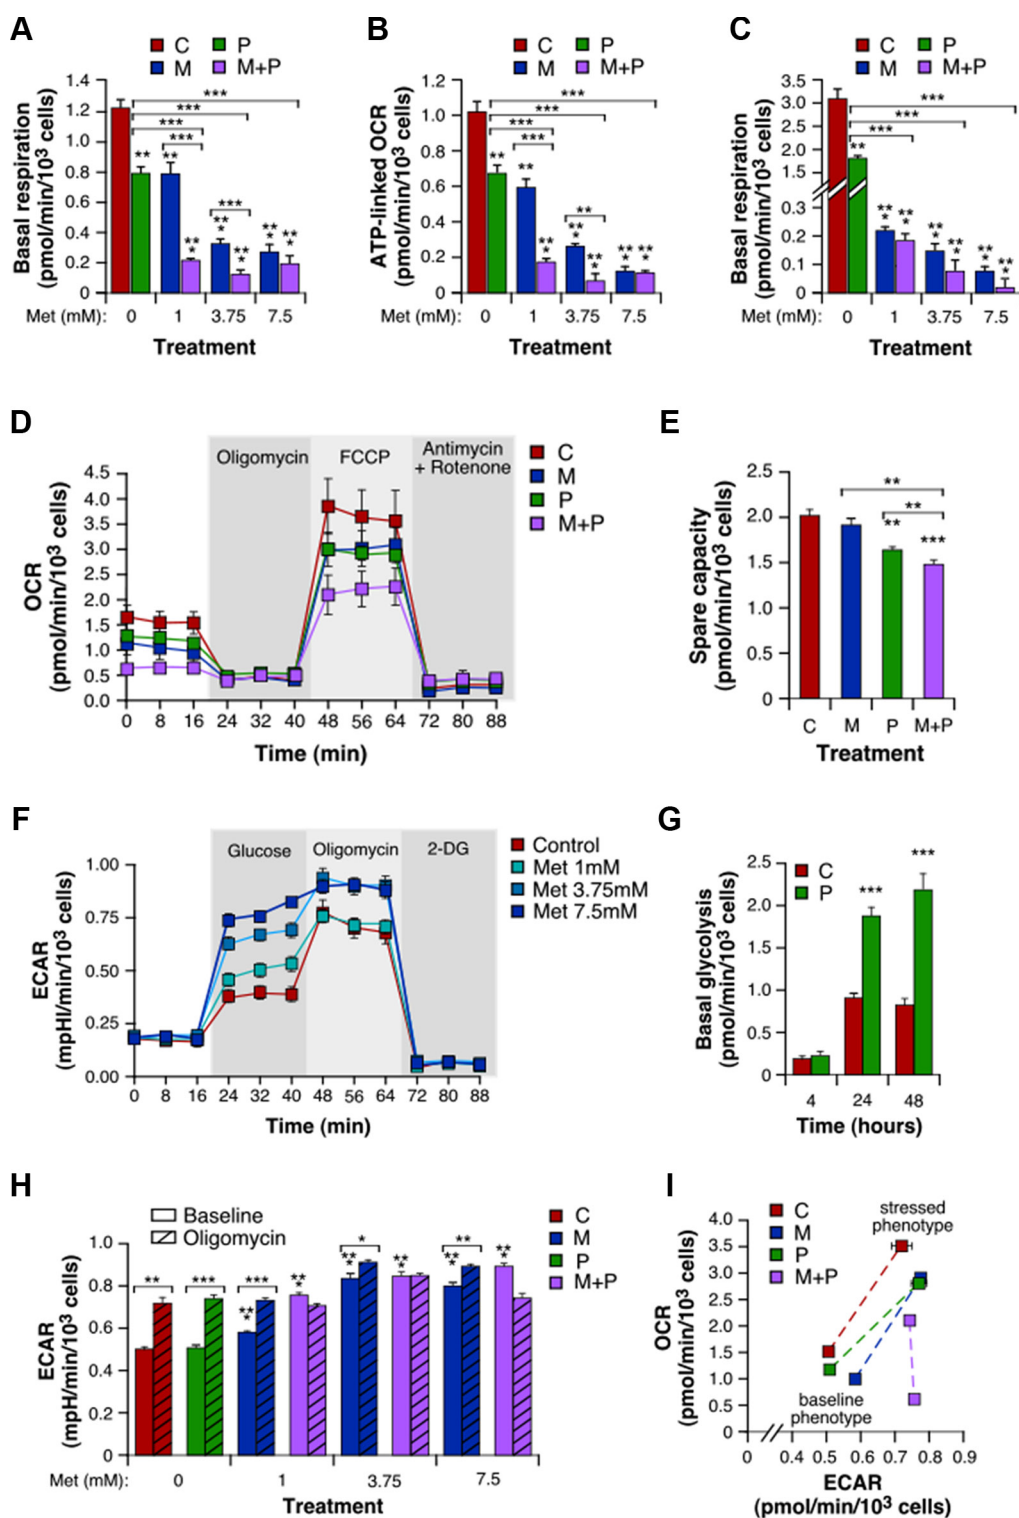 A
B
C
C P
M M+P
C P
M M+P
C P
M M+P
Basal respiration
(pmol/min/10³ cells)
1.4
1.2
1.0
0.8
0.6
0.4
0.2
0
***
***
***
***
**
**
***
**
*
**
*
**
*
**
*
**
*
Met (mM): 0 1 3.75 7.5
Treatment
ATP-linked OCR
(pmol/min/10³ cells)
1.2
1.0
0.8
0.6
0.4
0.2
0
***
***
***
***
**
**
**
**
*
**
*
**
*
**
*
**
*
Met (mM): 0 1 3.75 7.5
Treatment
Basal respiration
(pmol/min/10³ cells)
3.5
3.0
2.5
2.0
1.5
0.3
0.2
0.1
0
***
***
***
**
**
*
**
*
**
*
**
*
**
*
**
*
Met (mM): 0 1 3.75 7.5
Treatment
D
Oligomycin
FCCP
Antimycin
+ Rotenone
C
M
P
M+P
OCR
(pmol/min/10³ cells)
4.5
4.0
3.5
3.0
2.5
2.0
1.5
1.0
0.5
0.0
0 8 16 24 32 40 48 56 64 72 80 88
Time (min)
E
Spare capacity
(pmol/min/10³ cells)
2.5
2.0
1.5
1.0
0.5
0
**
**
**
***
C M P M+P
Treatment
F
Glucose
Oligomycin
2-DG
Control
Met 1mM
Met 3.75mM
Met 7.5mM
ECAR
(mpHl/min/10³ cells)
1.00
0.75
0.50
0.25
0.00
0 8 16 24 32 40 48 56 64 72 80 88
Time (min)
G
C
P
Basal glycolysis
(pmol/min/10³ cells)
2.5
2.0
1.5
1.0
0.5
0
***
***
4 24 48
Time (hours)
H
Baseline
Oligomycin
C
M
P
M+P
ECAR
(mpH/min/10³ cells)
1.0
0.8
0.6
0.4
0.2
0
**
***
***
*
**
**
*
**
*
**
*
**
*
**
*
**
*
Met (mM): 0 1 3.75 7.5
Treatment
I
C
M
P
M+P
stressed
phenotype
baseline
phenotype
OCR
(pmol/min/10³ cells)
4.0
3.5
3.0
2.5
2.0
1.5
1.0
0.5
0
0 0.4 0.5 0.6 0.7 0.8 0.9
ECAR
(pmol/min/10³ cells)